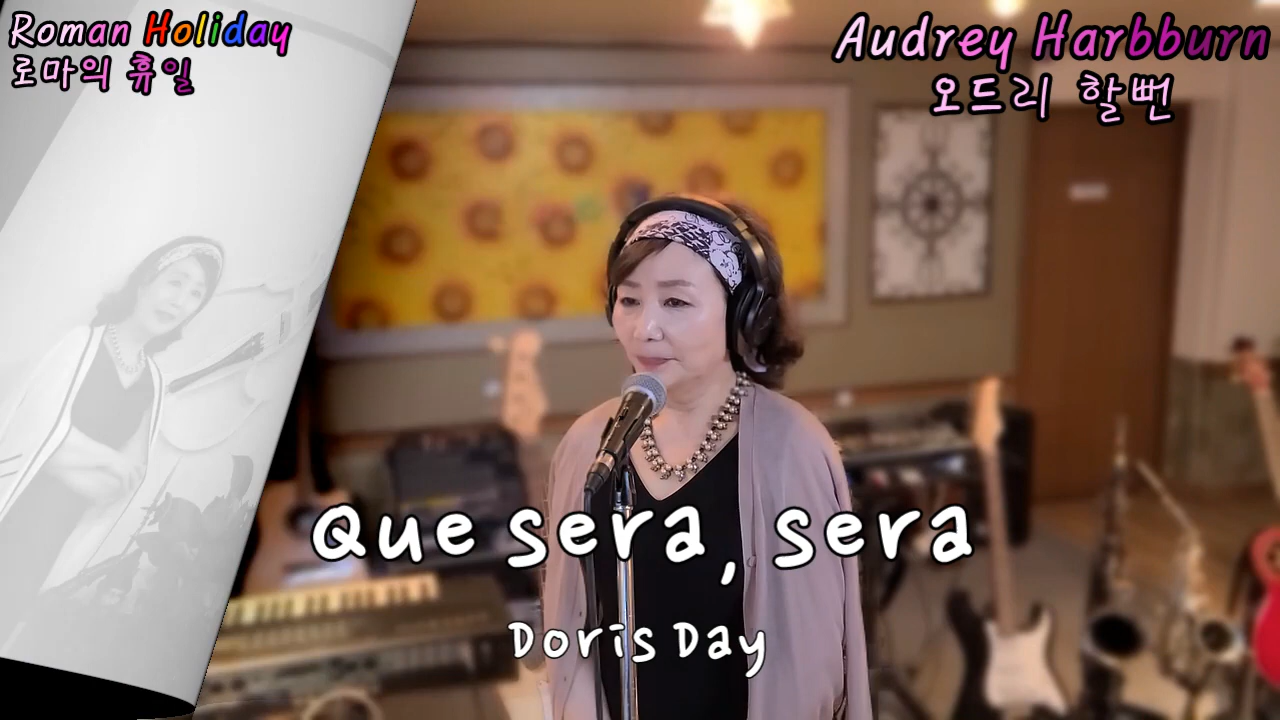 Roman Holiday
로마의 휴일
Audrey Harbburn
오드리 할뻔
Que sera, sera
Doris Day